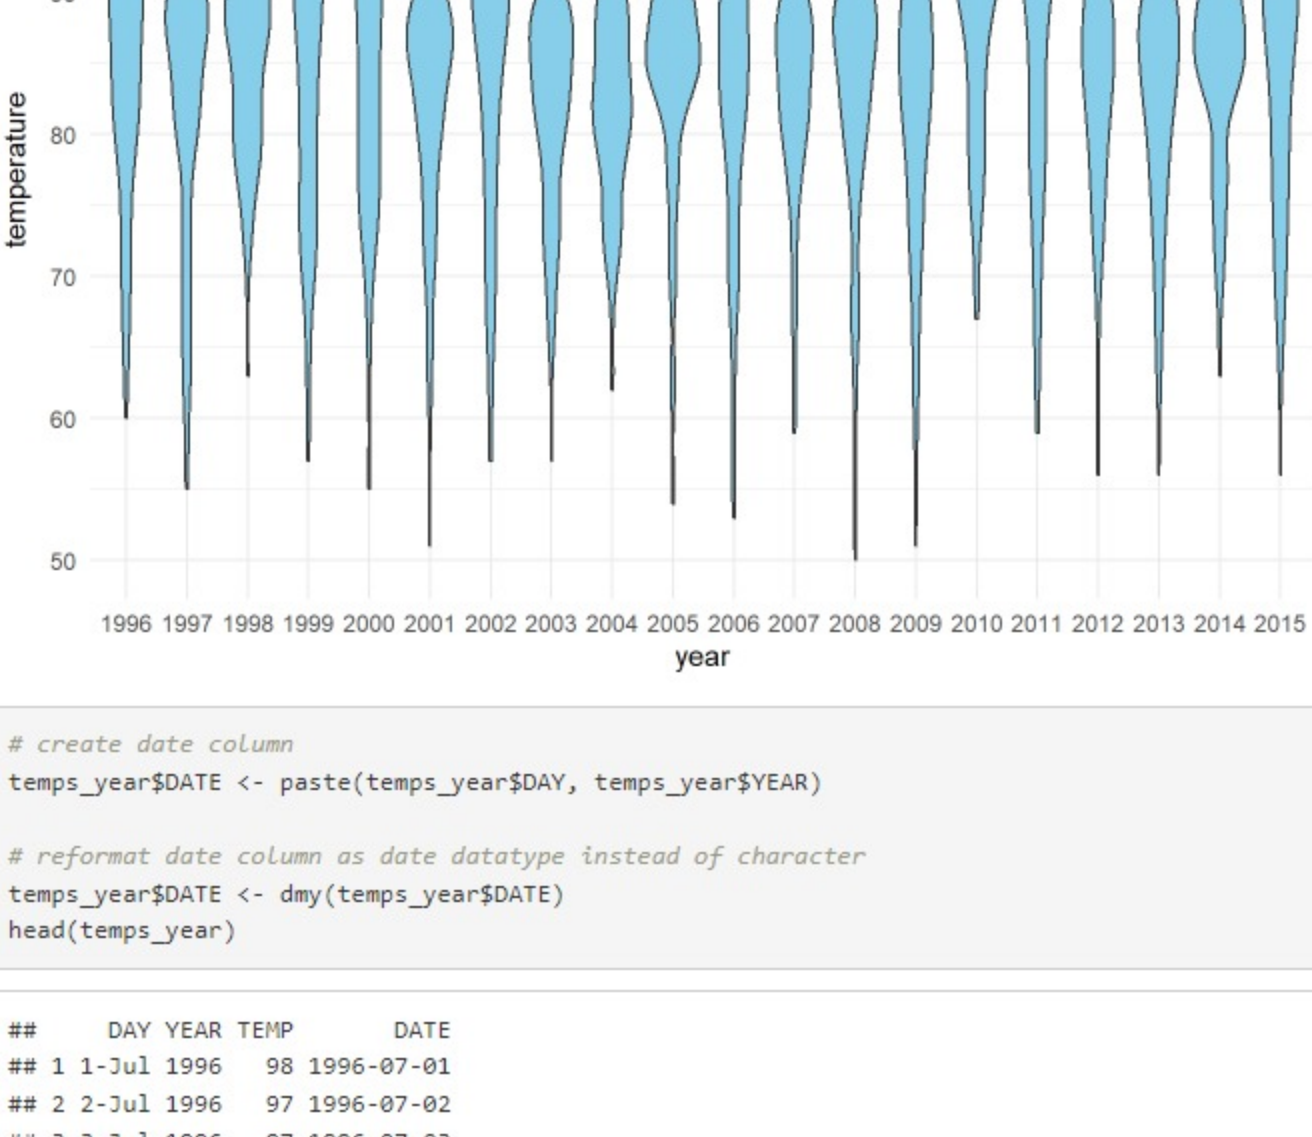 80
temperature
70
60
50
1996 1997 1998 1999 2000 2001 2002 2003 2004 2005 2006 2007 2008 2009 2010 2011 2012 2013 2014 2015
year
# create date column
temps_year$DATE <- paste(temps_year$DAY, temps_year$YEAR)
# reformat date column as date datatype instead of character
temps_year$DATE <- dmy(temps_year$DATE)
head(temps_year)
## DAY YEAR TEMP DATE
## 1 1-Jul 1996 98 1996-07-01
## 2 2-Jul 1996 97 1996-07-02